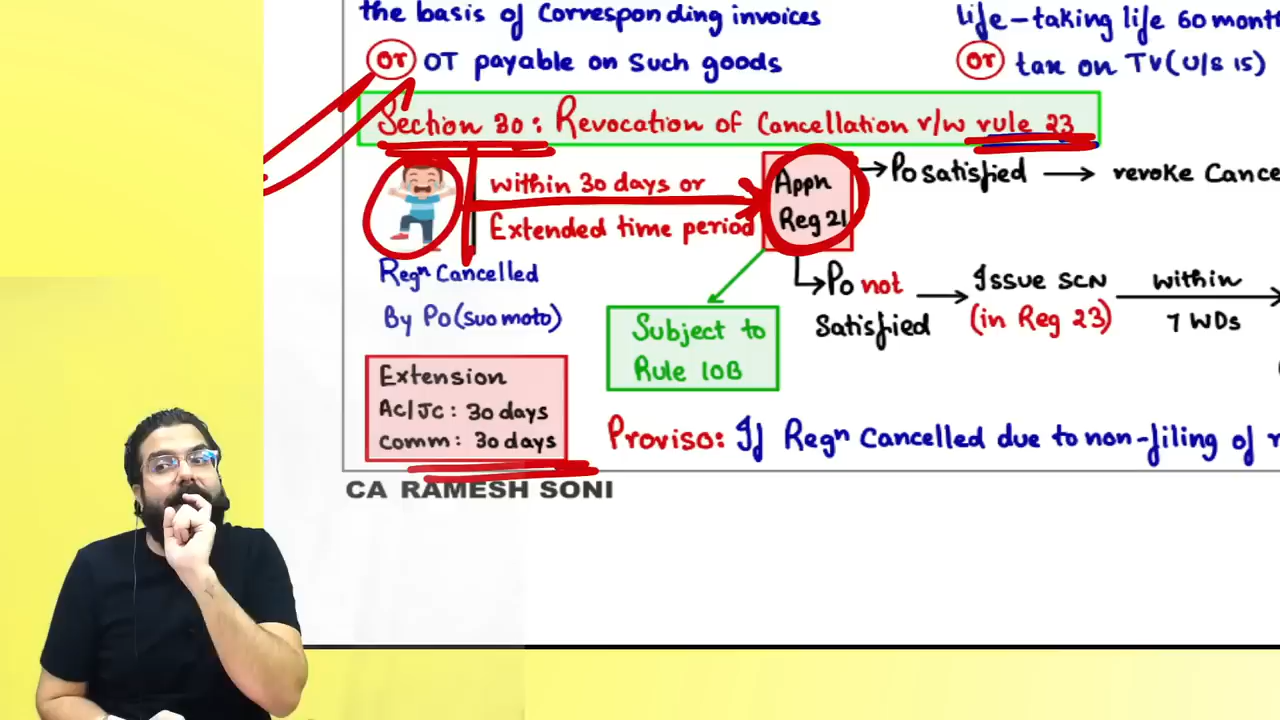 the basis of Corresponding invoices
life-taking life 60 month
or OT payable on Such goods
or tax on TV(U/S 15)
Section 30: Revocation of Cancellation r/w rule 23
within 30 days or
Extended time period
Appn
Reg 21
Po Satisfied
revoke Cance
Regn Cancelled
By Po(suo moto)
Po not
Satisfied
Issue SCN
(in Reg 23)
within
7 WDs
Subject to
Rule 10B
Extension
AC/JC: 30 days
Comm: 30 days
Proviso: If Regn Cancelled due to non-filing of r
CA RAMESH SONI